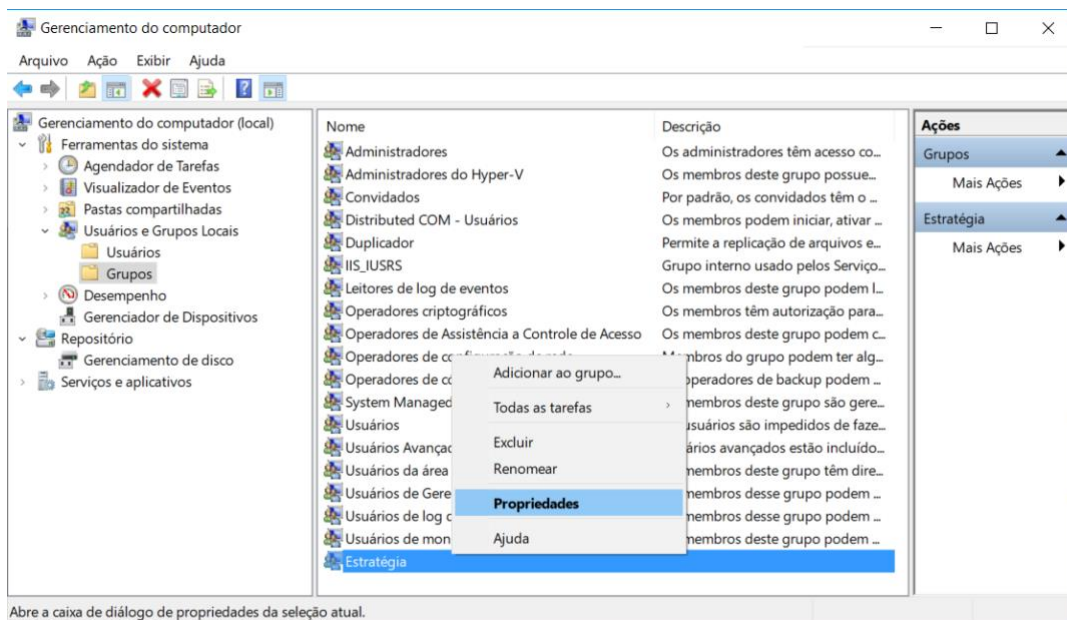 Gerenciamento do computador
Arquivo Ação Exibir Ajuda
Gerenciamento do computador (local)
Ferramentas do sistema
Agendador de Tarefas
Visualizador de Eventos
Pastas compartilhadas
Usuários e Grupos Locais
Usuários
Grupos
Desempenho
Gerenciador de Dispositivos
Repositório
Gerenciamento de disco
Serviços e aplicativos
Nome Descrição
Administradores Os administradores têm acesso co...
Administradores do Hyper-V Os membros deste grupo possue...
Convidados Por padrão, os convidados têm o ...
Distributed COM - Usuários Os membros podem iniciar, ativar ...
Duplicador Permite a replicação de arquivos e...
IIS_IUSRS Grupo interno usado pelos Serviço...
Leitores de log de eventos Os membros deste grupo podem l...
Operadores criptográficos Os membros têm autorização para...
Operadores de Assistência a Controle de Acesso Os membros deste grupo podem c...
Operadores de configuração de rede Membros do grupo podem ter alg...
Operadores de operadores de backup podem ...
System Managed membros deste grupo são gere...
Usuários usuários são impedidos de faze...
Usuários avançados estão incluído...
Usuários da área membros deste grupo têm dire...
Usuários de Gere membros desse grupo podem ...
Usuários de log membros desse grupo podem ...
Usuários de mon membros deste grupo podem ...
Estratégia
Adicionar ao grupo...
Todas as tarefas
Excluir
Renomear
Propriedades
Ajuda
Ações
Grupos
Mais Ações
Estratégia
Mais Ações
Abre a caixa de diálogo de propriedades da seleção atual.